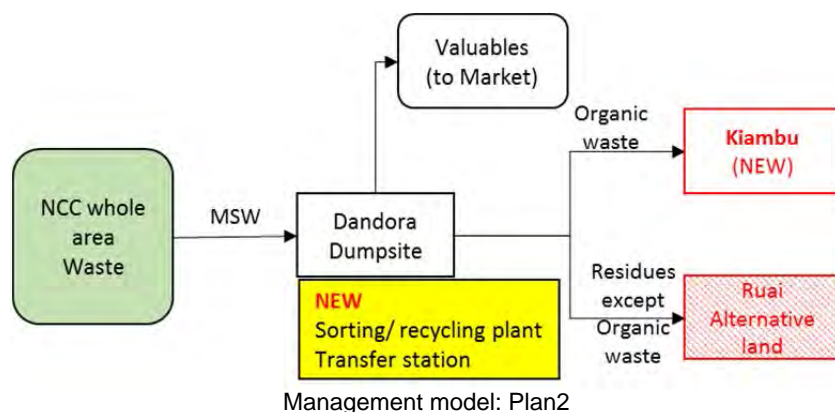 Valuables
(to Market)
Organic
waste
Kiambu
(NEW)
NCC whole
area
Waste
MSW
Dandora
Dumpsite
NEW
Sorting/ recycling plant
Transfer station
Residues
except
Organic
waste
Ruai
Alternative
land
Management model: Plan2